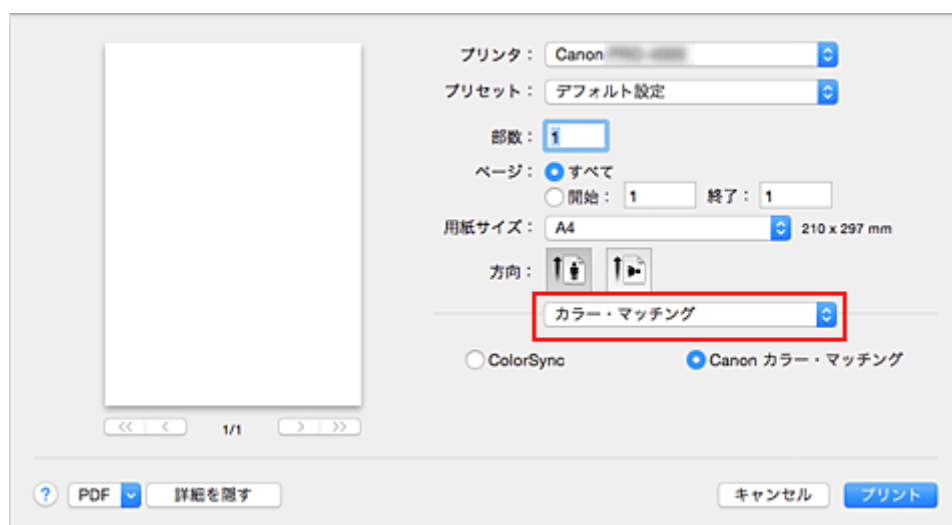 プリンタ： Canon
プリセット： デフォルト設定
部数： 1
ページ： すべて
開始： 1 終了： 1
用紙サイズ： A4 210 x 297 mm
方向：
カラー・マッチング
ColorSync Canon カラー・マッチング
1/1
? PDF 詳細を隠す キャンセル プリント